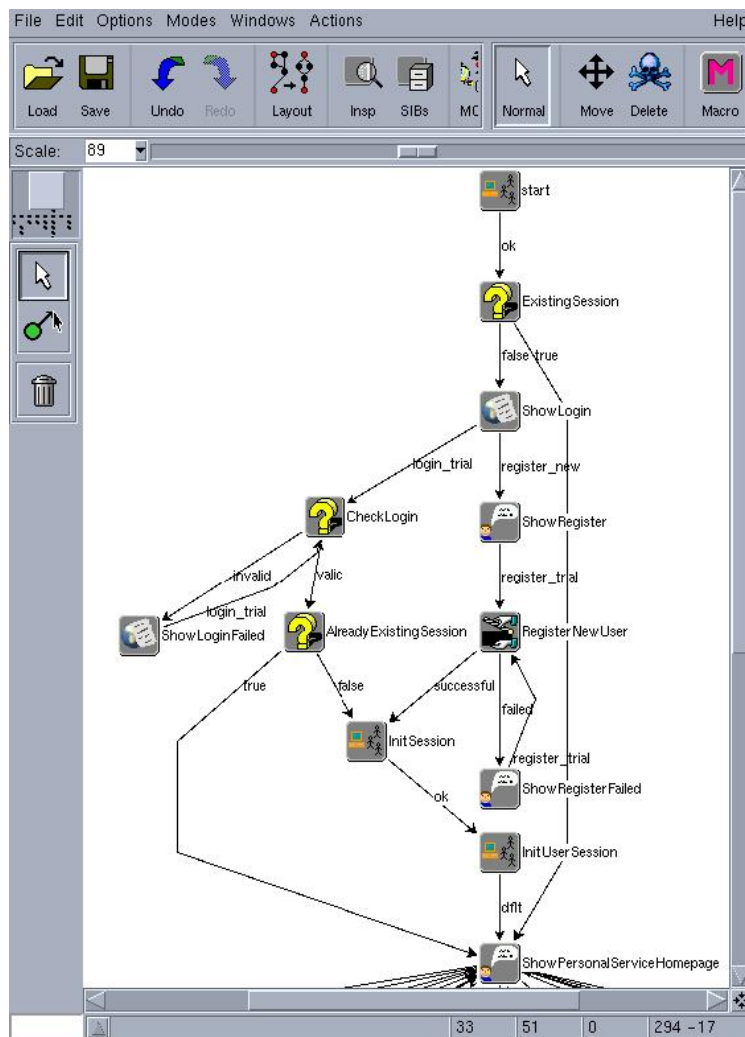 File Edit Options Modes Windows Actions Help
Load Save Undo Redo Layout Insp SIBs MC Normal Move Delete Macro
Scale: 89
start
ok
ExistingSession
false true
ShowLogin
login_trial register_new
CheckLogin
ShowRegister
invalid valic register_trial
login_trial
ShowLoginFailed AlreadyExistingSession RegisterNewUser
true false successful
failed
InitSession
register_trial
ShowRegisterFailed
ok
InitUserSession
dflt
ShowPersonalServiceHomepage
33 51 0 294 -17